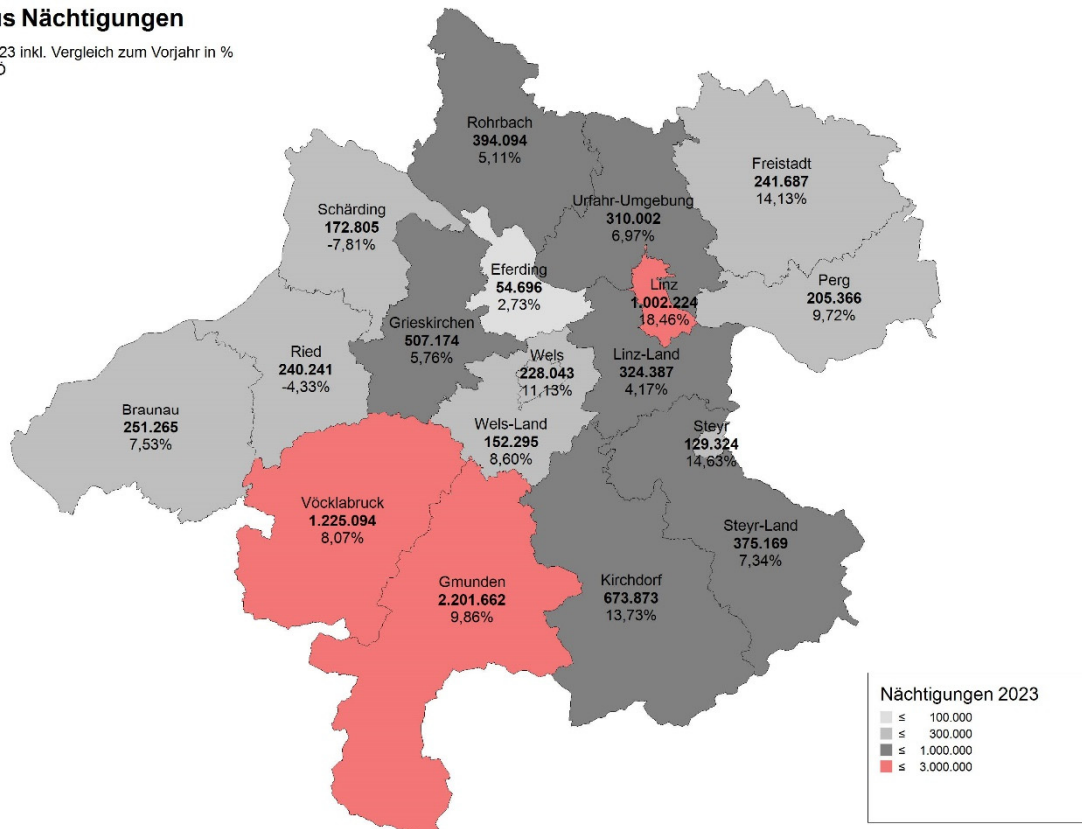 Nächtigungen
23 inkl. Vergleich zum Vorjahr in %
Rohrbach
394.094
5,11%
Freistadt
241.687
14,13%
Urfahr-Umgebung
310.002
6,97%
Schärding
172.805
-7,81%
Eferding
54.696
2,73%
Linz
1.002.224
18,46%
Perg
205.366
9,72%
Grieskirchen
507.174
5,76%
Ried
240.241
-4,33%
Wels
228.043
11,13%
Linz-Land
324.387
4,17%
Braunau
251.265
7,53%
Wels-Land
152.295
8,60%
Steyr
129.324
14,63%
Vöcklabruck
1.225.094
8,07%
Steyr-Land
375.169
7,34%
Gmunden
2.201.662
9,86%
Kirchdorf
673.873
13,73%
Nächtigungen 2023
≤ 100.000
≤ 300.000
≤ 1.000.000
≤ 3.000.000